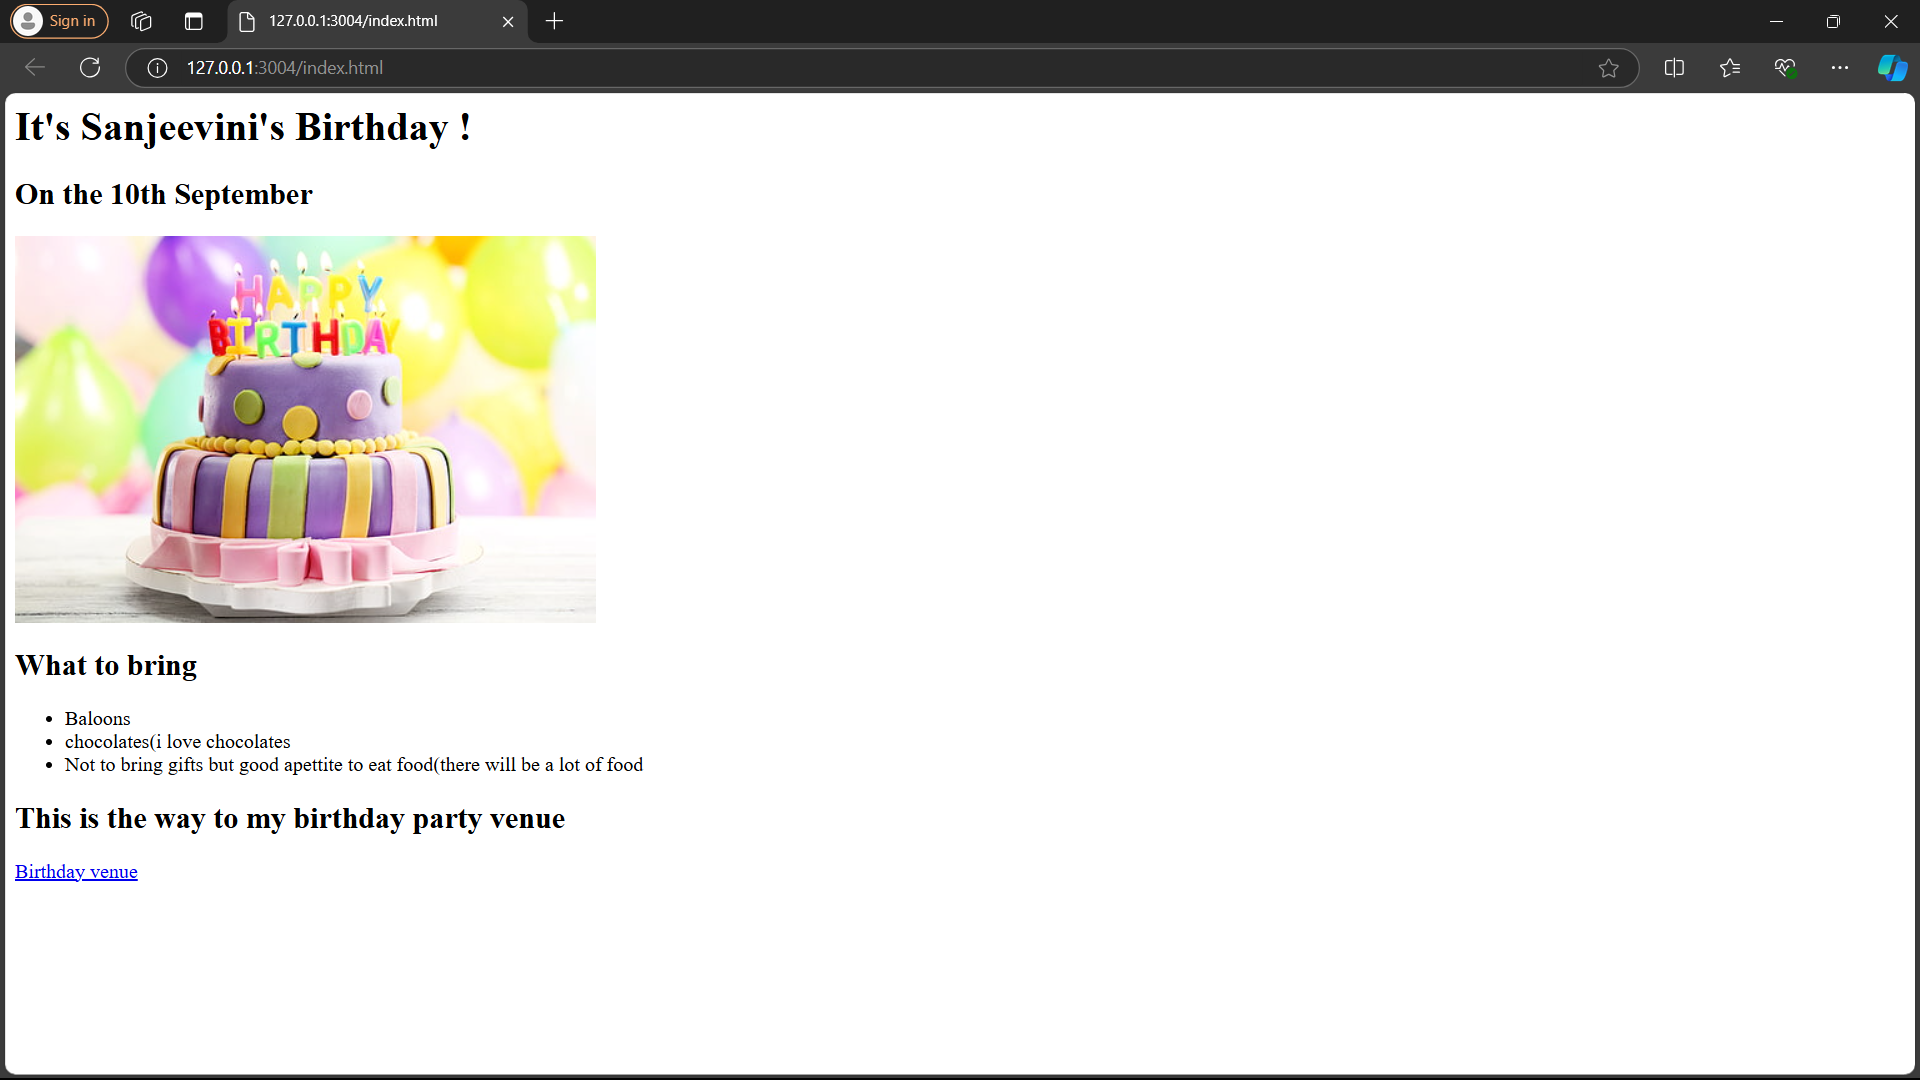 Sign in
127.0.0.1:3004/index.html
127.0.0.1:3004/index.html
It's Sanjeevini's Birthday !
On the 10th September
HAPPY
BIRTHDAY
What to bring
Baloons
chocolates(i love chocolates
Not to bring gifts but good apettite to eat food(there will be a lot of food
This is the way to my birthday party venue
Birthday venue